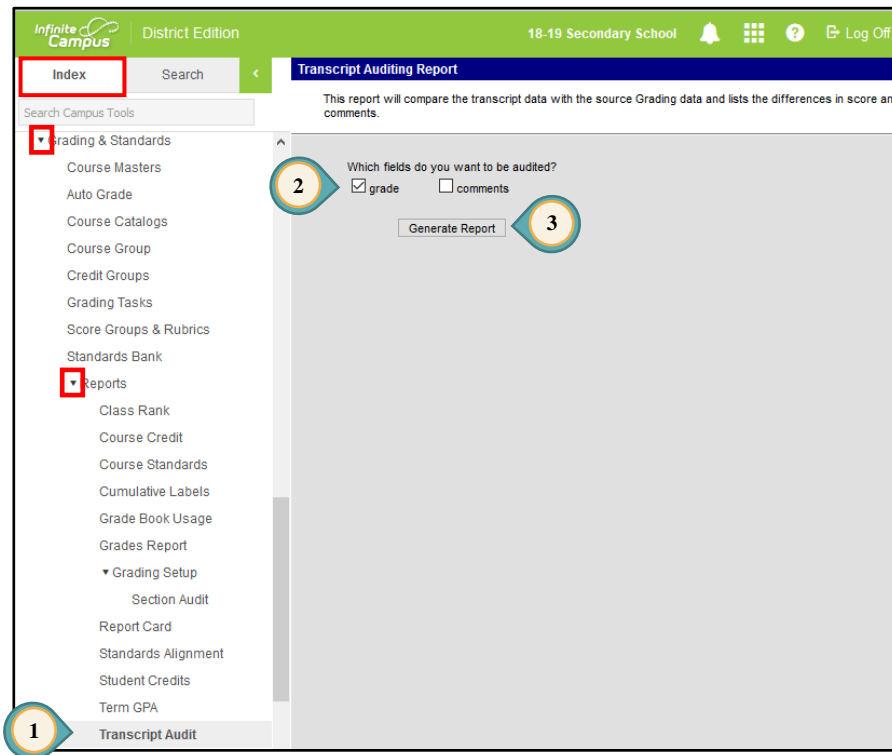 Infinite Campus District Edition 18-19 Secondary School ? Log Off
Index Search <
Search Campus Tools
Transcript Auditing Report
This report will compare the transcript data with the source Grading data and lists the differences in score
comments.
Which fields do you want to be audited?
2 grade comments
Generate Report 3
Grading & Standards
Course Masters
Auto Grade
Course Catalogs
Course Group
Credit Groups
Grading Tasks
Score Groups & Rubrics
Standards Bank
Reports
Class Rank
Course Credit
Course Standards
Cumulative Labels
Grade Book Usage
Grades Report
Grading Setup
Section Audit
Report Card
Standards Alignment
Student Credits
Term GPA
1 Transcript Audit